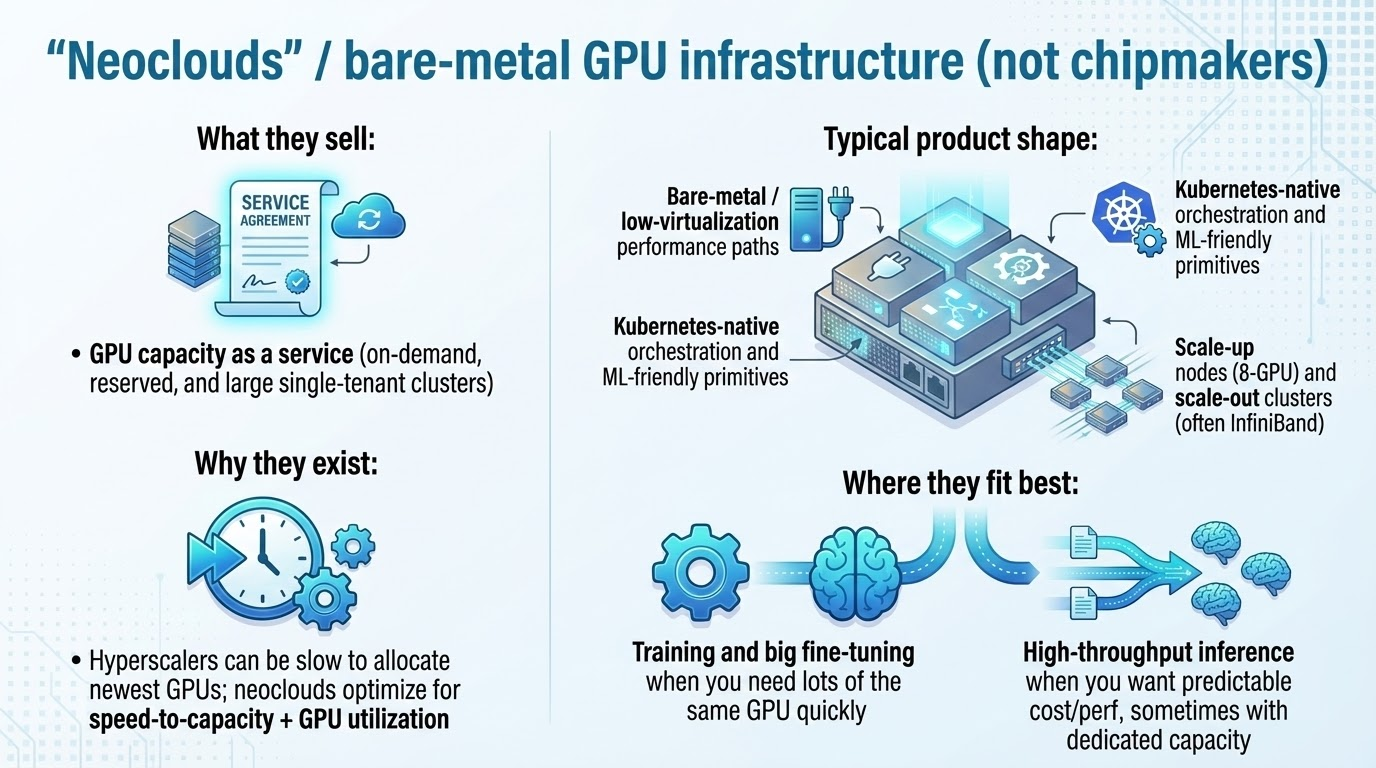 “Neoclouds” / bare-metal GPU infrastructure (not chipmakers)
What they sell:
SERVICE
AGREEMENT
• GPU capacity as a service (on-demand,
reserved, and large single-tenant clusters)
Why they exist:
• Hyperscalers can be slow to allocate
newest GPUs; neoclouds optimize for
speed-to-capacity + GPU utilization
Typical product shape:
Bare-metal /
low-virtualization
performance paths
Kubernetes-native
orchestration and
ML-friendly
primitives
Kubernetes-native
orchestration and
ML-friendly primitives
Scale-up
nodes (8-GPU) and
scale-out clusters
(often InfiniBand)
Where they fit best:
Training and big fine-tuning
when you need lots of the
same GPU quickly
High-throughput inference
when you want predictable
cost/perf, sometimes with
dedicated capacity